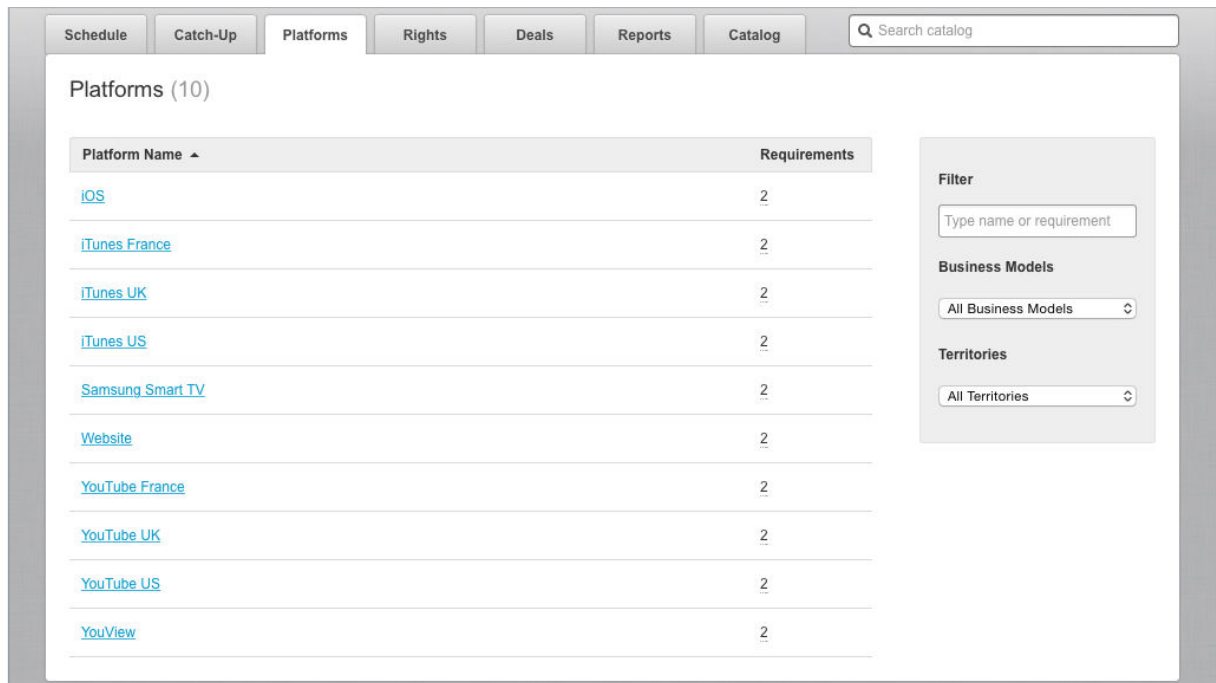 Schedule Catch-Up Platforms Rights Deals Reports Catalog Search catalog
Platforms (10)
Platform Name Requirements
iOS 2
iTunes France 2
iTunes UK 2
iTunes US 2
Samsung Smart TV 2
Website 2
YouTube France 2
YouTube UK 2
YouTube US 2
YouView 2
Filter
Type name or requirement
Business Models
All Business Models
Territories
All Territories